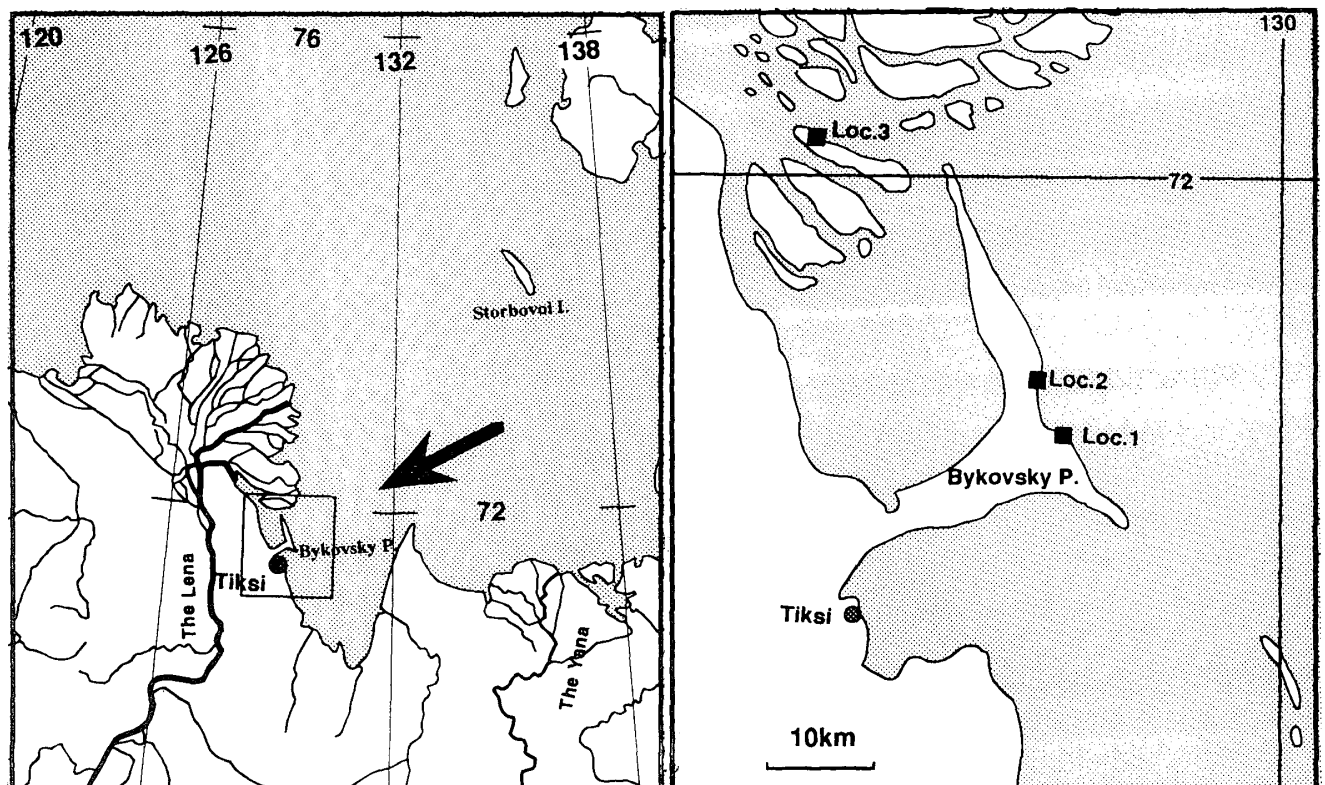 120
76
126
132
138
Storbovoi I.
72
Bykovsky P.
Tiksi
The Lena
The Yana
130
Loc.3
72
Loc.2
Loc.1
Bykovsky P.
Tiksi
10km